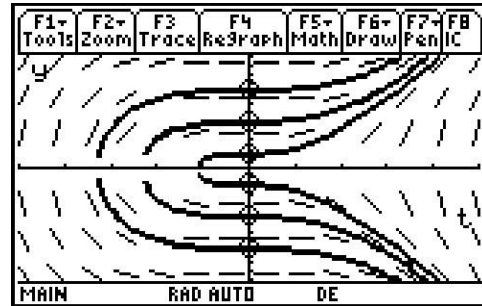 F1▾ F2▾ F3 F4 F5▾ F6▾ F7▾ F8
Tools Zoom Trace ReGraph Math Draw Pen IC
y
t
MAIN RAD AUTO DE